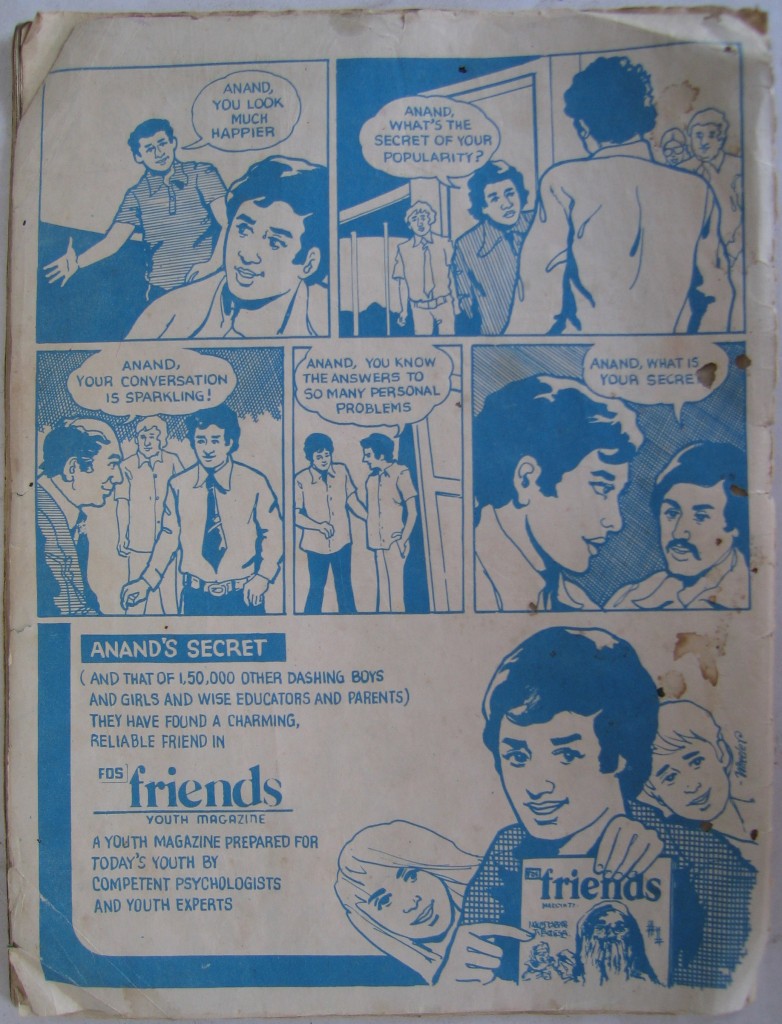 ANAND,
YOU LOOK
MUCH
HAPPIER
ANAND,
WHAT'S THE
SECRET OF YOUR
POPULARITY?
ANAND,
YOUR CONVERSATION
IS SPARKLING!
ANAND, YOU KNOW
THE ANSWERS TO
SO MANY PERSONAL
PROBLEMS
ANAND, WHAT IS
YOUR SECRET
ANAND'S SECRET
(AND THAT OF 1,50,000 OTHER DASHING BOYS
AND GIRLS AND WISE EDUCATORS AND PARENTS)
THEY HAVE FOUND A CHARMING,
RELIABLE FRIEND IN
FDS friends
YOUTH MAGAZINE
A YOUTH MAGAZINE PREPARED FOR
TODAY'S YOUTH BY
COMPETENT PSYCHOLOGISTS
AND YOUTH EXPERTS
FDS friends